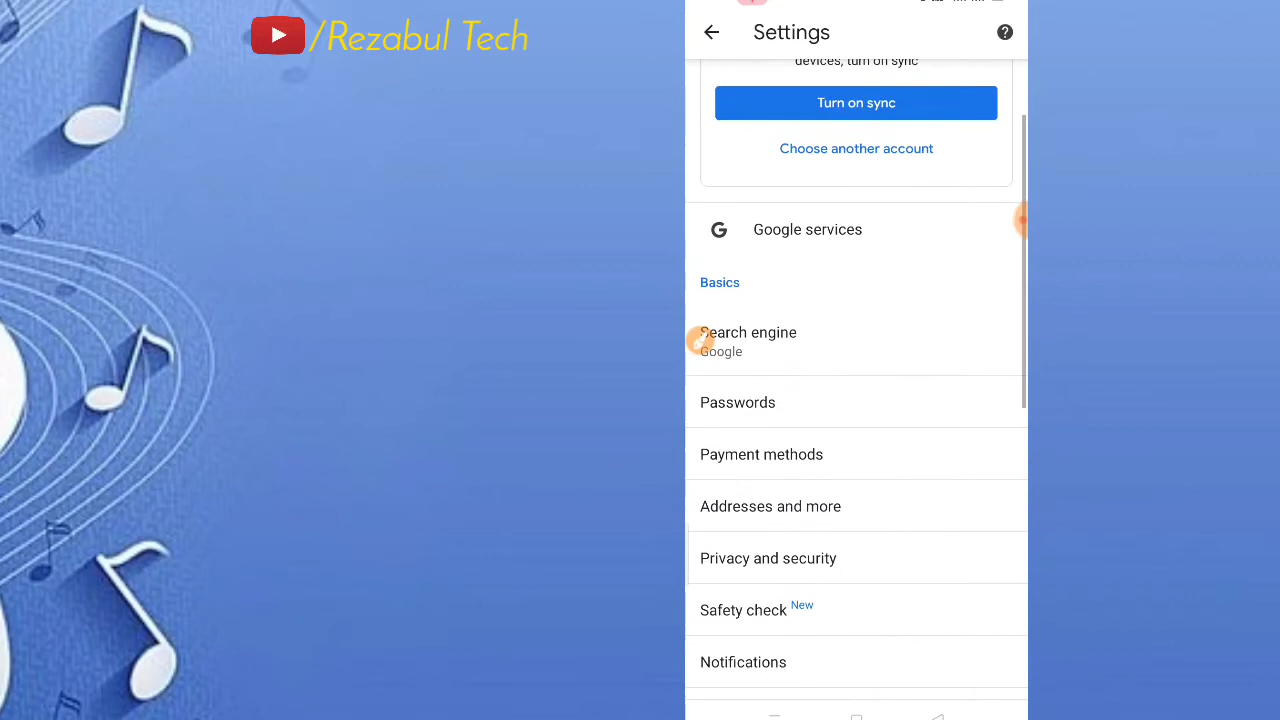 /Rezabul Tech
Settings
devices, turn on sync
Turn on sync
Choose another account
Google services
Basics
Search engine
Google
Passwords
Payment methods
Addresses and more
Privacy and security
Safety check New
Notifications